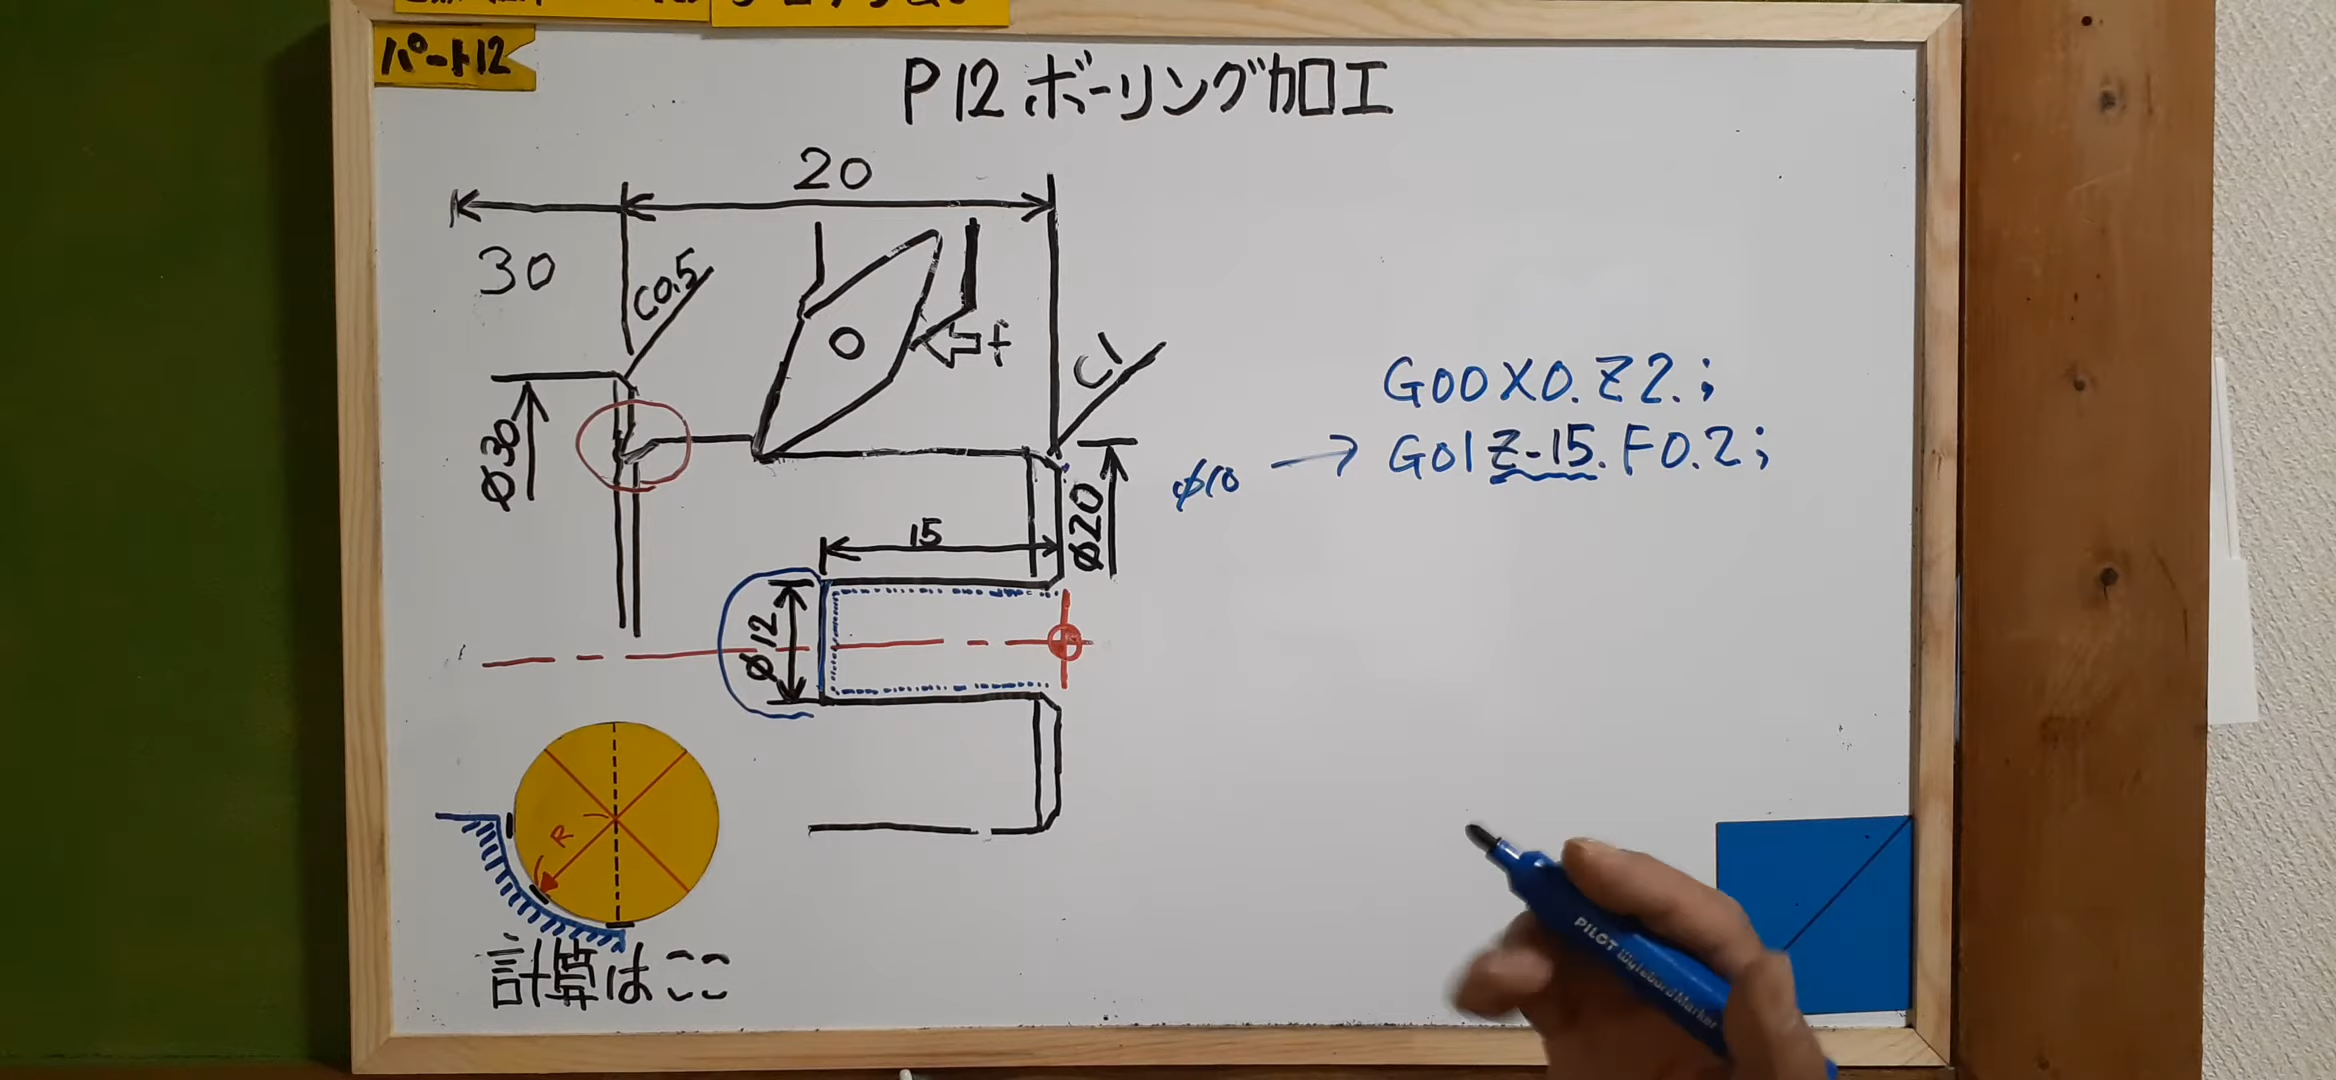 パート12
P12 ボーリング加工
20
30
C0.5
f
C1
G00X0.Z2.;
G01Z-15.F0.2;
φ10
φ30
φ20
15
φ12
R
計算はここ
PILOT Wyteboard Marker